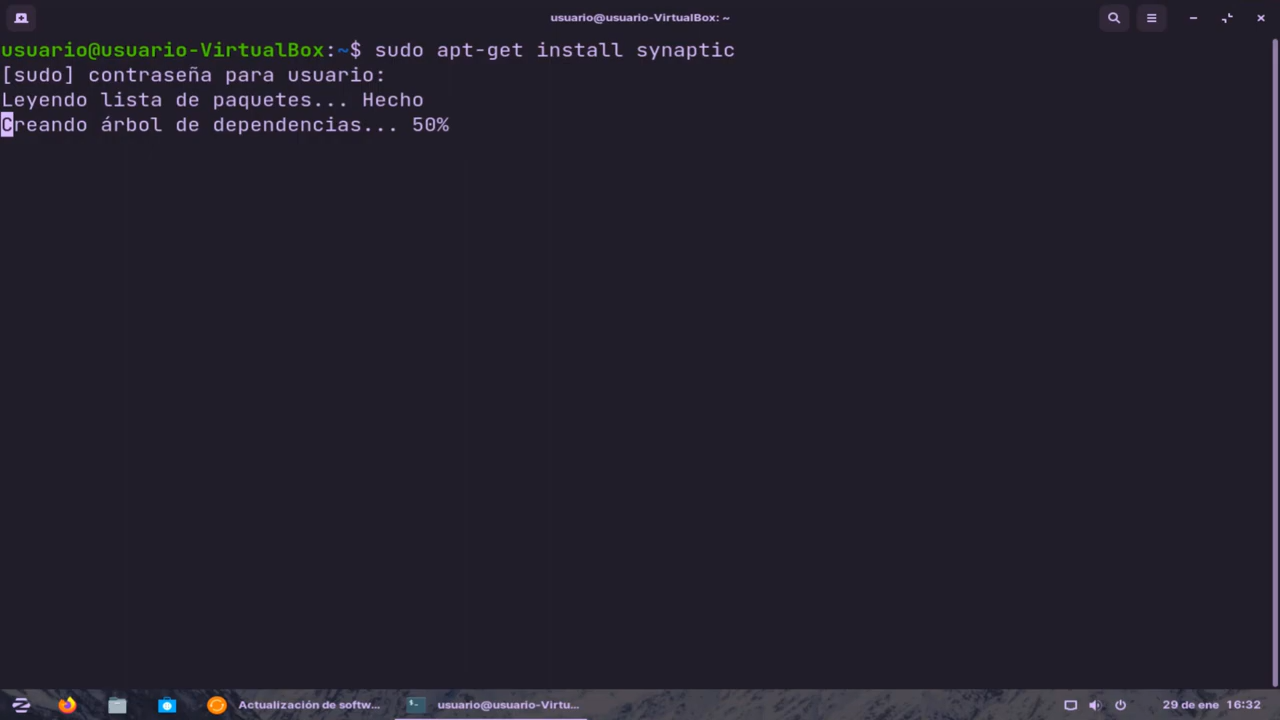 usuario@usuario-VirtualBox: ~
usuario@usuario-VirtualBox:~$ sudo apt-get install synaptic
[sudo] contraseña para usuario:
Leyendo lista de paquetes... Hecho
Creando árbol de dependencias... 50%
Actualización de softw... usuario@usuario-Virtu... 29 de ene 16:32